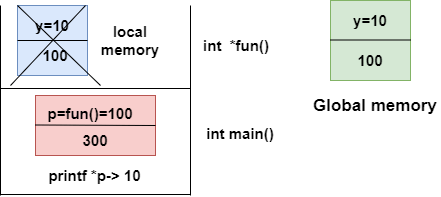 y=10
100
local
memory
int *fun()
p=fun()=100
300
int main()
printf *p-> 10
y=10
100
Global memory